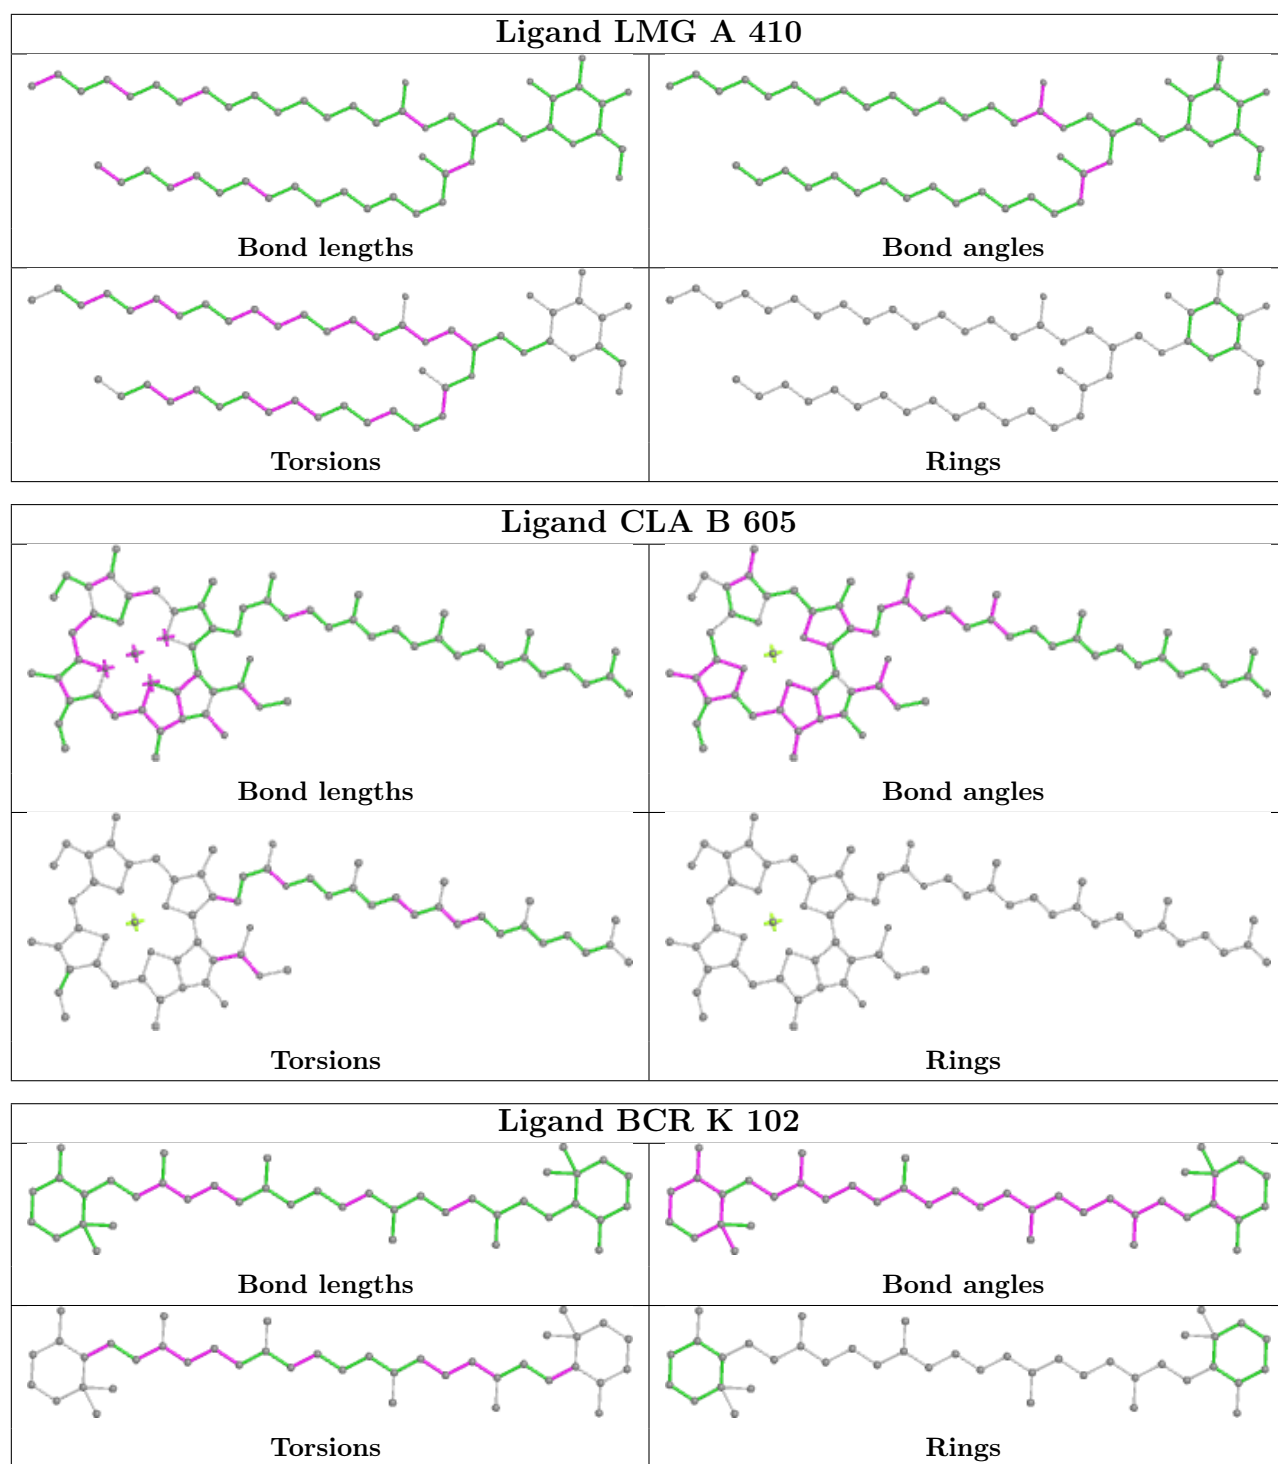 Ligand LMG A 410
Bond lengths
Bond angles
Torsions
Rings
Ligand CLA B 605
Bond lengths
Bond angles
Torsions
Rings
Ligand BCR K 102
Bond lengths
Bond angles
Torsions
Rings